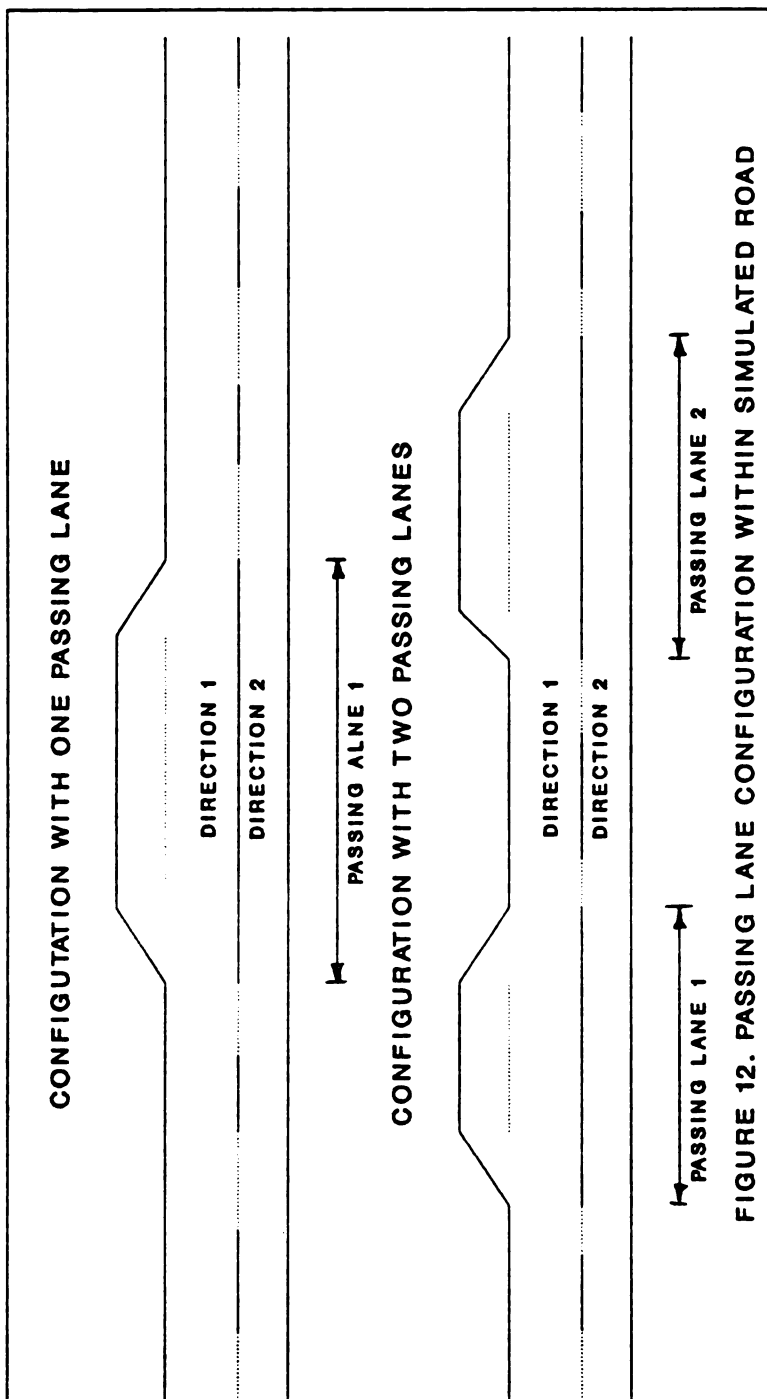 CONFIGUTATION WITH ONE PASSING LANE
DIRECTION 1
DIRECTION 2
PASSING ALNE 1
CONFIGURATION WITH TWO PASSING LANES
DIRECTION 1
DIRECTION 2
PASSING LANE 1
PASSING LANE 2
FIGURE 12. PASSING LANE CONFIGURATION WITHIN SIMULATED ROAD